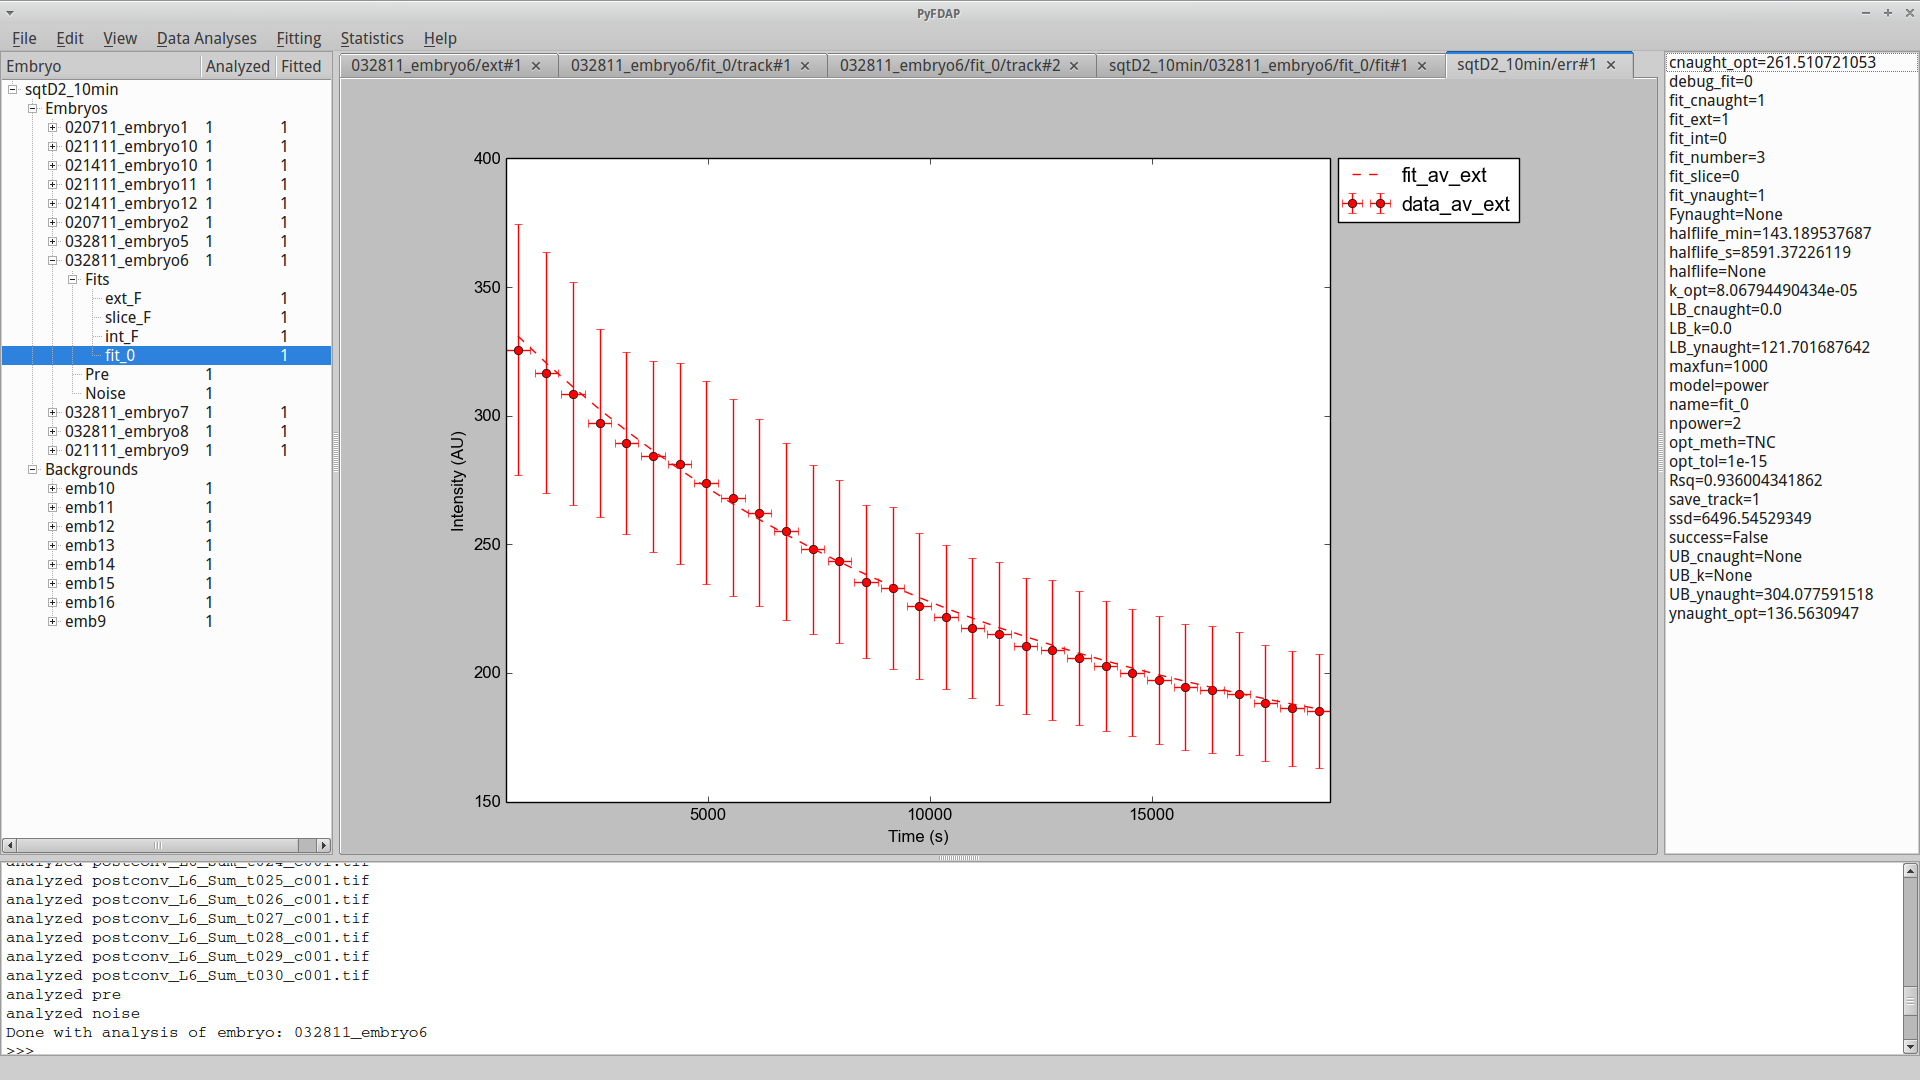 PyFDAP
File Edit View Data Analyses Fitting Statistics Help
Embryo Analyzed Fitted
sqtD2_10min
Embryos
020711_embryo1 1 1
021111_embryo10 1 1
021411_embryo10 1 1
021111_embryo11 1 1
021411_embryo12 1 1
020711_embryo2 1 1
032811_embryo5 1 1
032811_embryo6 1 1
Fits
ext_F 1
slice_F 1
int_F 1
fit_0 1
Pre 1
Noise 1
032811_embryo7 1 1
032811_embryo8 1 1
021111_embryo9 1 1
Backgrounds
emb10 1
emb11 1
emb12 1
emb13 1
emb14 1
emb15 1
emb16 1
emb9 1
032811_embryo6/ext#1 032811_embryo6/fit_0/track#1 032811_embryo6/fit_0/track#2 sqtD2_10min/032811_embryo6/fit_0/fit#1 sqtD2_10min/err#1
400
350
300
250
200
150
Intensity (AU)
5000 10000 15000
Time (s)
fit_av_ext
data_av_ext
cnaught_opt=261.510721053
debug_fit=0
fit_cnaught=1
fit_ext=1
fit_int=0
fit_number=3
fit_slice=0
fit_ynaught=1
Fynaught=None
halflife_min=143.189537687
halflife_s=8591.37226119
halflife=None
k_opt=8.06794490434e-05
LB_cnaught=0.0
LB_k=0.0
LB_ynaught=121.701687642
maxfun=1000
model=power
name=fit_0
npower=2
opt_meth=TNC
opt_tol=1e-15
Rsq=0.936004341862
save_track=1
ssd=6496.54529349
success=False
UB_cnaught=None
UB_k=None
UB_ynaught=304.077591518
ynaught_opt=136.5630947
analyzed postconv_L6_Sum_t024_c001.tif
analyzed postconv_L6_Sum_t025_c001.tif
analyzed postconv_L6_Sum_t026_c001.tif
analyzed postconv_L6_Sum_t027_c001.tif
analyzed postconv_L6_Sum_t028_c001.tif
analyzed postconv_L6_Sum_t029_c001.tif
analyzed postconv_L6_Sum_t030_c001.tif
analyzed pre
analyzed noise
Done with analysis of embryo: 032811_embryo6
>>>